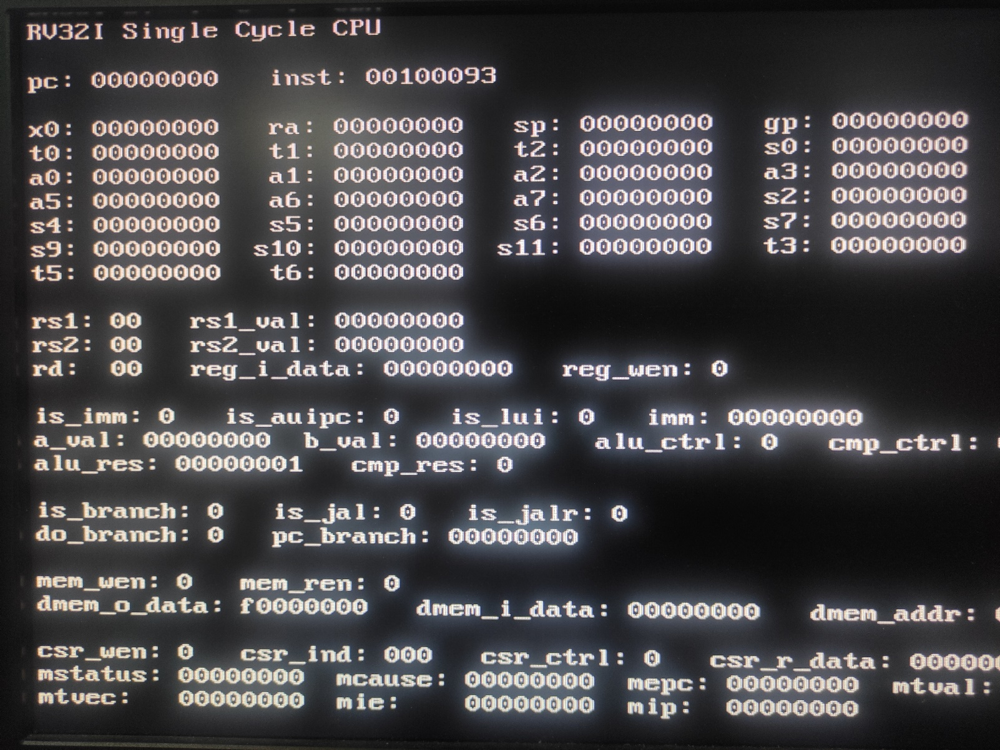 RV32I Single Cycle CPU
pc: 00000000 inst: 00100093
x0: 00000000 ra: 00000000 sp: 00000000 gp: 00000000
t0: 00000000 t1: 00000000 t2: 00000000 s0: 00000000
a0: 00000000 a1: 00000000 a2: 00000000 a3: 00000000
a5: 00000000 a6: 00000000 a7: 00000000 s2: 00000000
s4: 00000000 s5: 00000000 s6: 00000000 s7: 00000000
s9: 00000000 s10: 00000000 s11: 00000000 t3: 00000000
t5: 00000000 t6: 00000000
rs1: 00 rs1_val: 00000000
rs2: 00 rs2_val: 00000000
rd: 00 reg_i_data: 00000000 reg_wen: 0
is_imm: 0 is_auipc: 0 is_lui: 0 imm: 00000000
a_val: 00000000 b_val: 00000000 alu_ctrl: 0 cmp_ctrl:
alu_res: 00000001 cmp_res: 0
is_branch: 0 is_jal: 0 is_jalr: 0
do_branch: 0 pc_branch: 00000000
mem_wen: 0 mem_ren: 0
dmem_o_data: f0000000 dmem_i_data: 00000000 dmem_addr:
csr_wen: 0 csr_ind: 000 csr_ctrl: 0 csr_r_data: 00000
mstatus: 00000000 mcause: 00000000 mepc: 00000000 mtval:
mtvec: 00000000 mie: 00000000 mip: 00000000